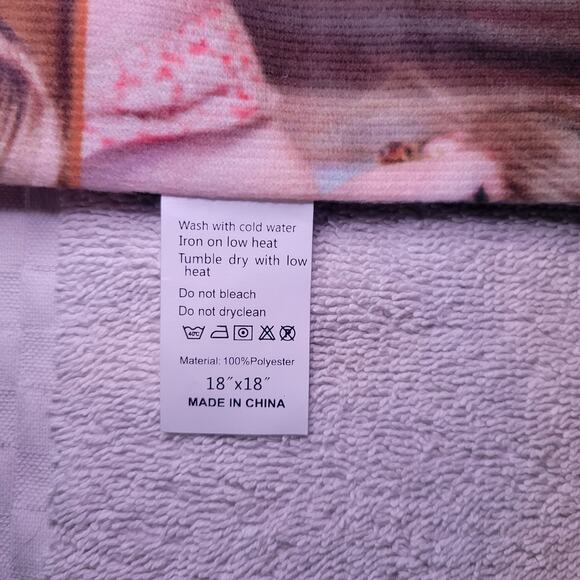 Wash with cold water
Iron on low heat
Tumble dry with low
heat
Do not bleach
Do not dryclean
40℃
Material: 100%Polyester
18″x18″
MADE IN CHINA